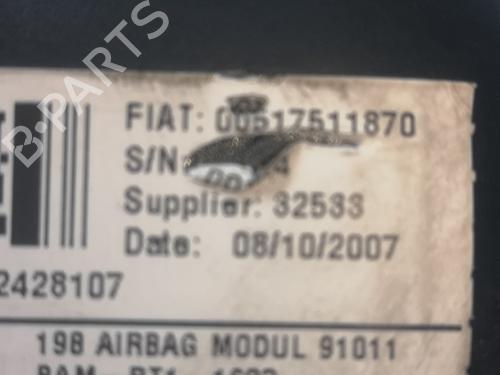 B-PARTS
FIAT: 00517511870
S/N
Supplier: 32533
Date: 08/10/2007
2428107
198 AIRBAG MODUL 91011